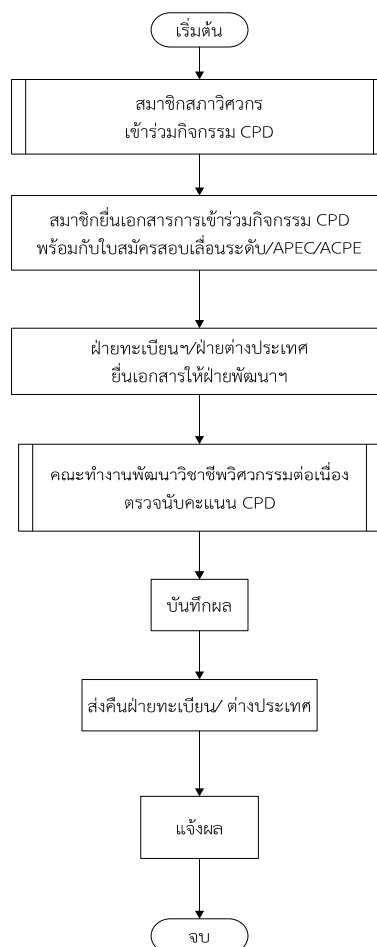 เริ่มต้น
สมาชิกสภาวิศวกร
เข้าร่วมกิจกรรม CPD
สมาชิกยื่นเอกสารการเข้าร่วมกิจกรรม CPD
พร้อมกับใบสมัครสอบเลื่อนระดับ/APEC/ACPE
ฝ่ายทะเบียนฯ/ฝ่ายต่างประเทศ
ยื่นเอกสารให้ฝ่ายพัฒนาฯ
คณะทำงานพัฒนาวิชาชีพวิศวกรรมต่อเนื่อง
ตรวจนับคะแนน CPD
บันทึกผล
ส่งคืนฝ่ายทะเบียน/ ต่างประเทศ
แจ้งผล
จบ